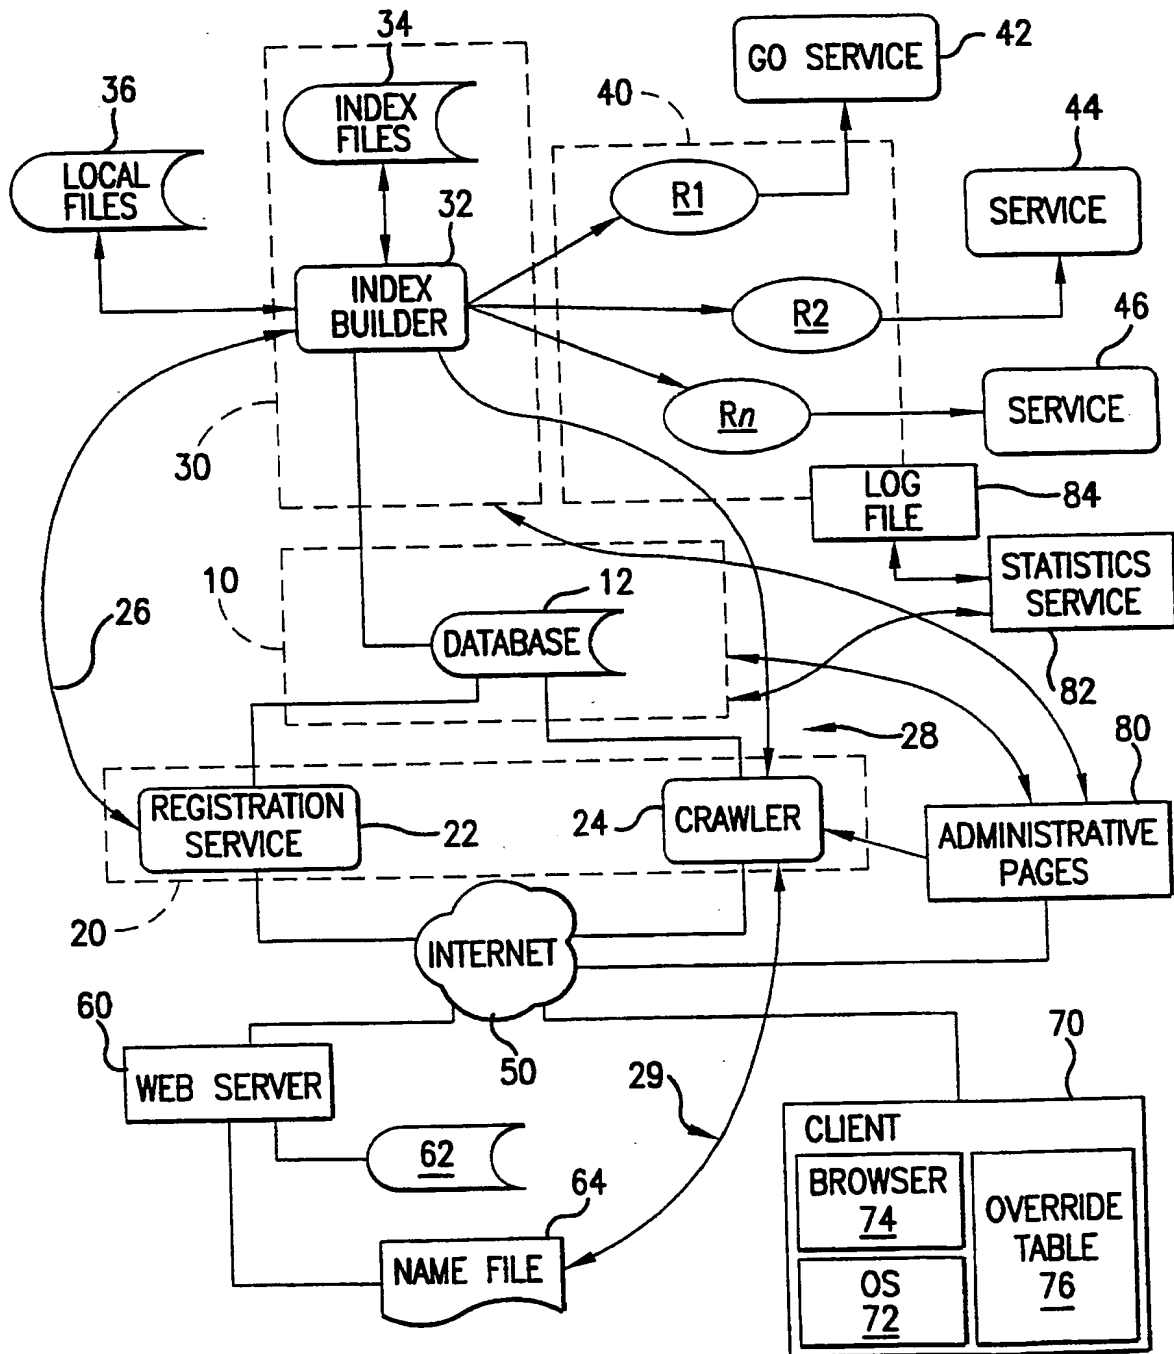 34
42
GO SERVICE
36
40
INDEX
FILES
44
LOCAL
FILES
R1
SERVICE
32
INDEX
BUILDER
R2
46
Rn
SERVICE
30
LOG
FILE
84
10
12
STATISTICS
SERVICE
26
DATABASE
82
28
80
REGISTRATION
SERVICE
22
24
CRAWLER
ADMINISTRATIVE
PAGES
20
INTERNET
60
50
70
WEB SERVER
29
CLIENT
62
64
BROWSER
74
OVERRIDE
TABLE
76
NAME FILE
OS
72